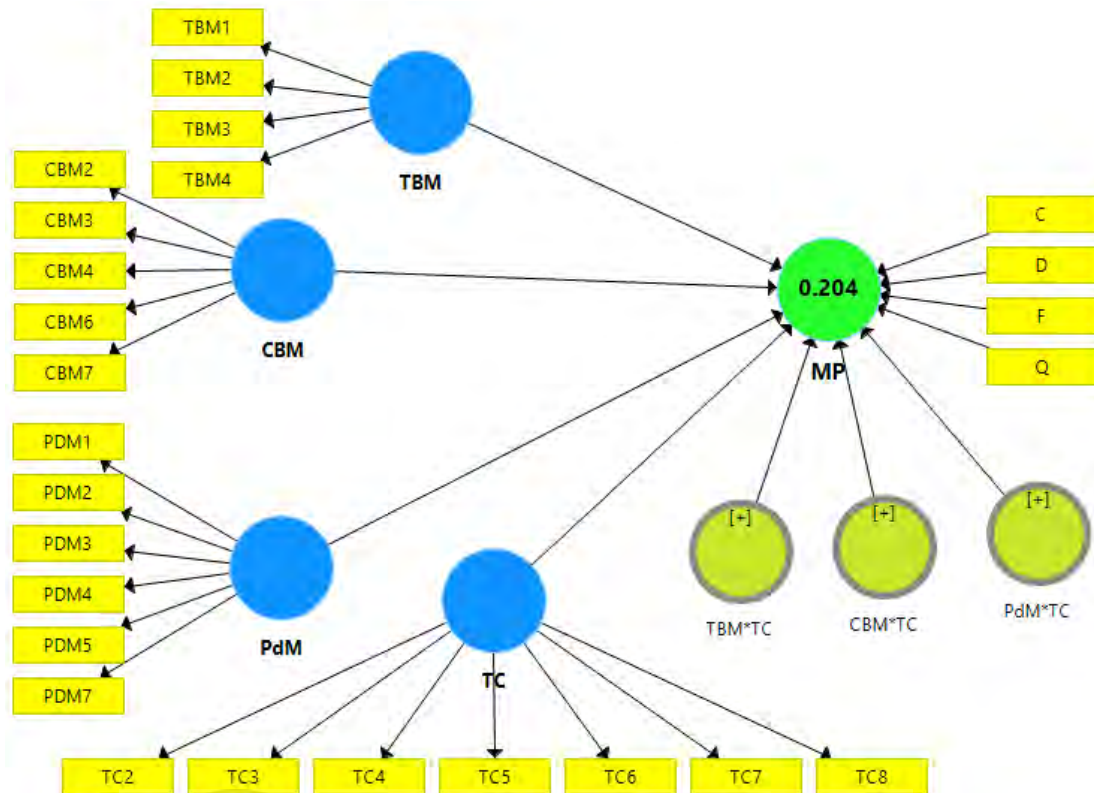 TBM1
TBM2
TBM3
TBM4
TBM
CBM2
CBM3
CBM4
CBM6
CBM7
CBM
C
D
F
Q
0.204
MP
PDM1
PDM2
PDM3
PDM4
PDM5
PDM7
PdM
TC
[+]
TBM*TC
[+]
CBM*TC
[+]
PdM*TC
TC2
TC3
TC4
TC5
TC6
TC7
TC8